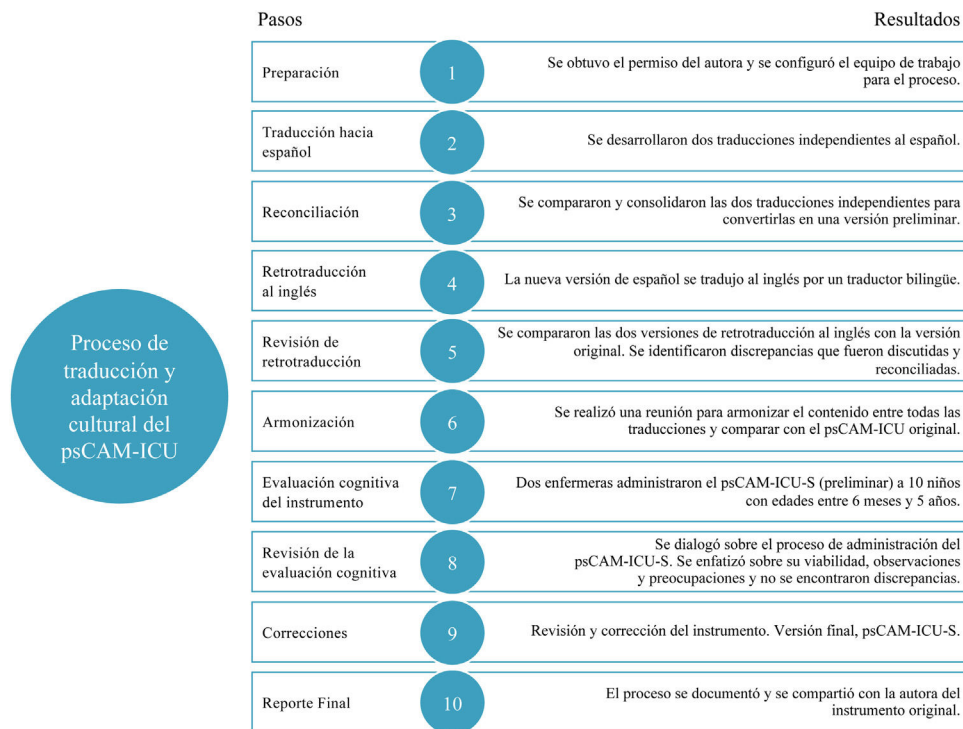 Pasos
Resultados
Proceso de
traducción y
adaptación
cultural del
psCAM-ICU
Preparación
1
Se obtuvo el permiso del autora y se configuró el equipo de trabajo
para el proceso.
Traducción hacia
español
2
Se desarrollaron dos traducciones independientes al español.
Reconciliación
3
Se compararon y consolidaron las dos traducciones independientes para
convertirlas en una versión preliminar.
Retrotraducción
al inglés
4
La nueva versión de español se tradujo al inglés por un traductor bilingüe.
Revisión de
retrotraducción
5
Se compararon las dos versiones de retrotraducción al inglés con la versión
original. Se identificaron discrepancias que fueron discutidas y
reconciliadas.
Armonización
6
Se realizó una reunión para armonizar el contenido entre todas las
traducciones y comparar con el psCAM-ICU original.
Evaluación cognitiva
del instrumento
7
Dos enfermeras administraron el psCAM-ICU-S (preliminar) a 10 niños
con edades entre 6 meses y 5 años.
Revisión de la
evaluación cognitiva
8
Se dialogó sobre el proceso de administración del
psCAM-ICU-S. Se enfatizó sobre su viabilidad, observaciones
y preocupaciones y no se encontraron discrepancias.
Correcciones
9
Revisión y corrección del instrumento. Versión final, psCAM-ICU-S.
Reporte Final
10
El proceso se documentó y se compartió con la autora del
instrumento original.